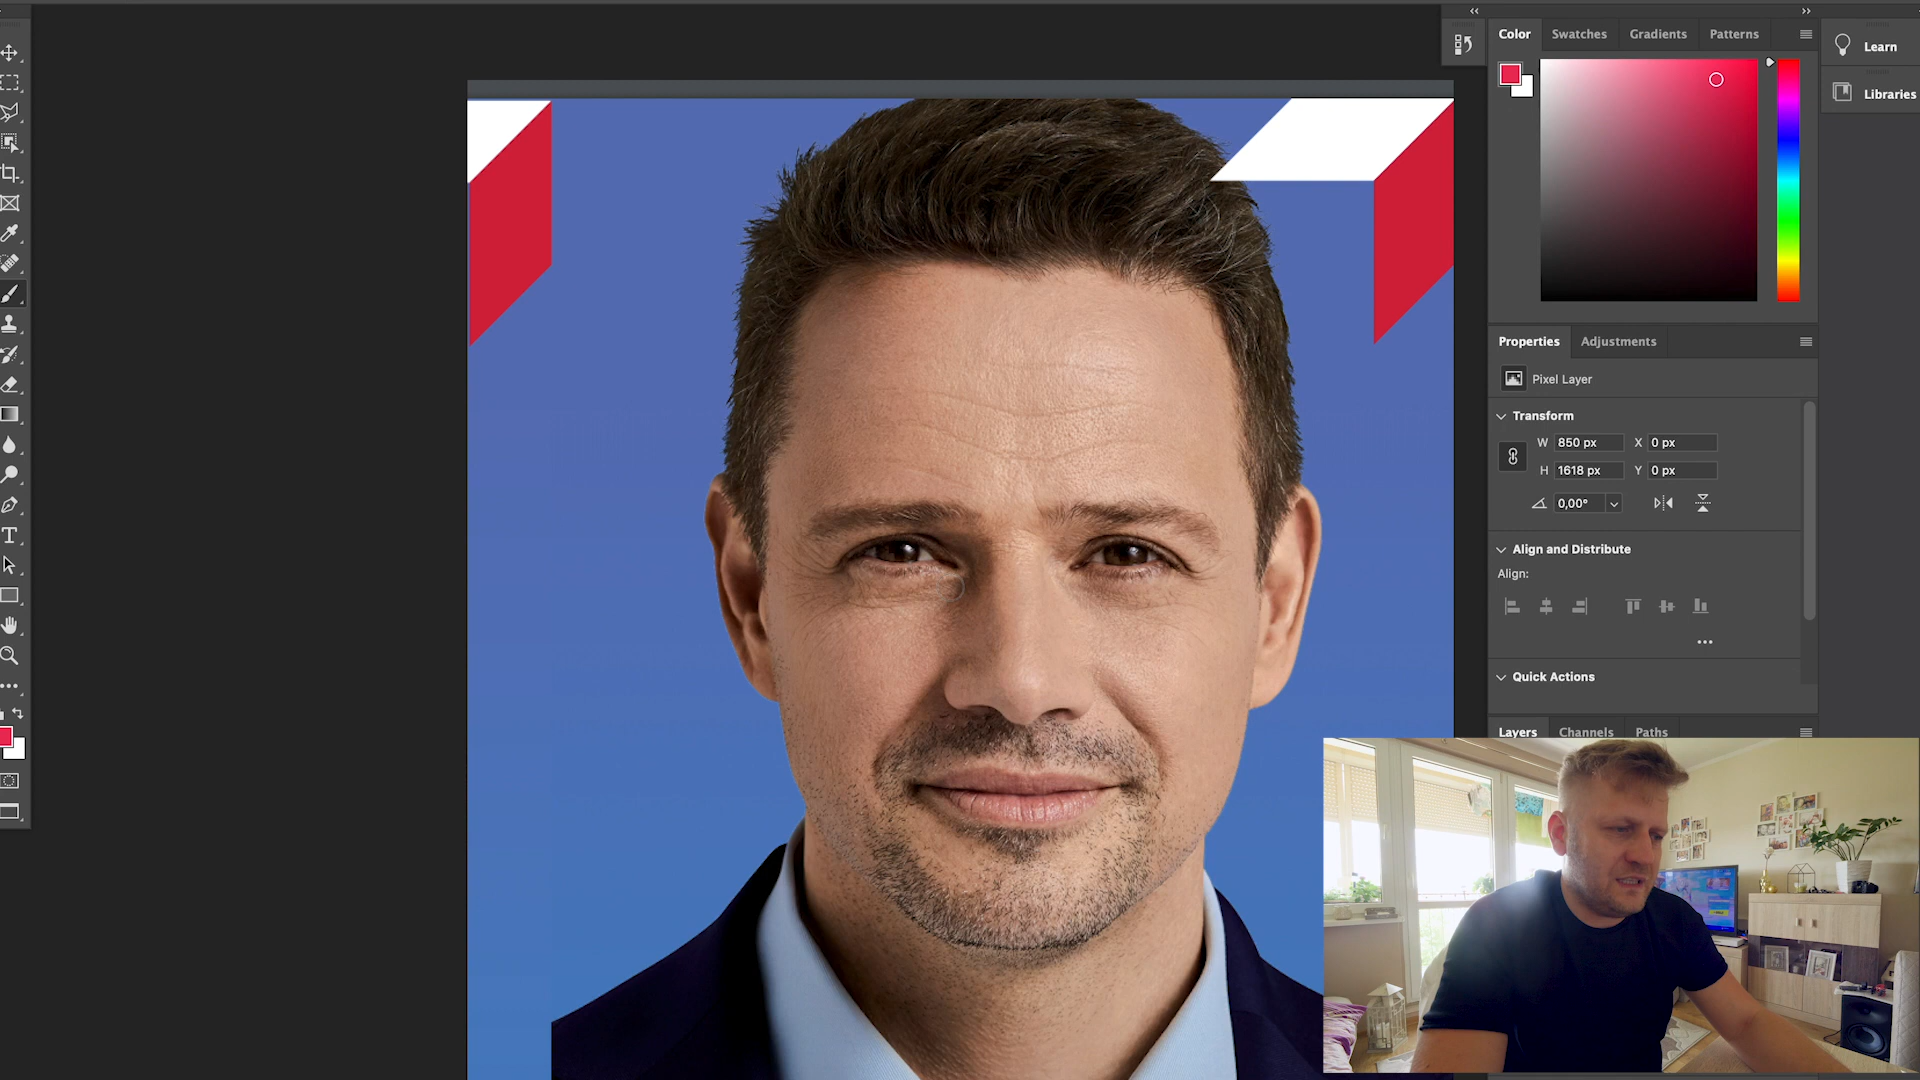 Color Swatches Gradients Patterns
Learn
Libraries
Properties Adjustments
Pixel Layer
Transform
W 850 px X 0 px
H 1618 px Y 0 px
0,00°
Align and Distribute
Align:
Quick Actions
Layers Channels Paths